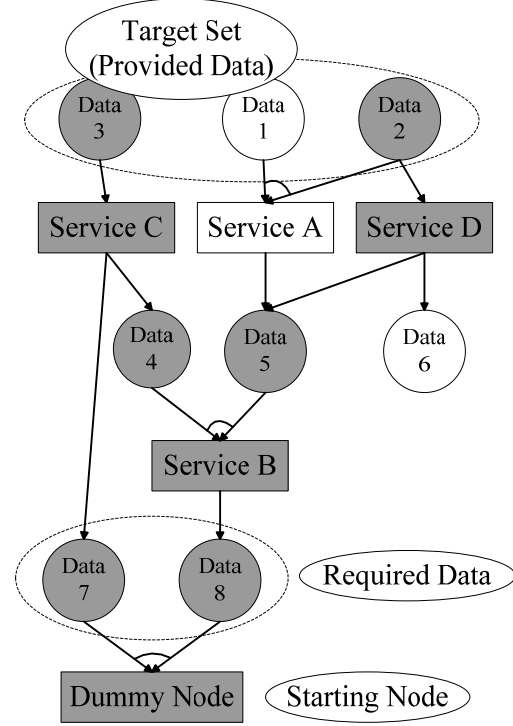 Target Set
(Provided Data)
Data
3
Data
1
Data
2
Service C
Service A
Service D
Data
4
Data
5
Data
6
Service B
Data
7
Data
8
Required Data
Dummy Node
Starting Node